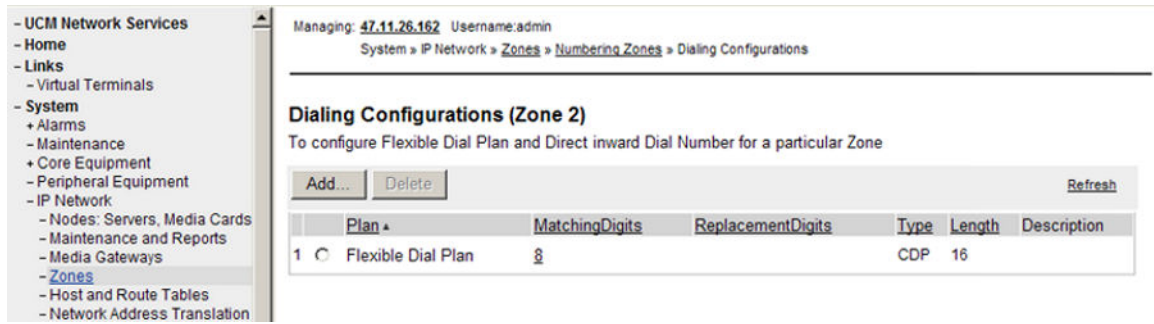 - UCM Network Services
- Home
- Links
- Virtual Terminals
- System
+ Alarms
- Maintenance
+ Core Equipment
- Peripheral Equipment
- IP Network
- Nodes: Servers, Media Cards
- Maintenance and Reports
- Media Gateways
- Zones
- Host and Route Tables
- Network Address Translation
Managing: 47.11.26.162 Username:admin
System » IP Network » Zones » Numbering Zones » Dialing Configurations
Dialing Configurations (Zone 2)
To configure Flexible Dial Plan and Direct inward Dial Number for a particular Zone
Add... Delete Refresh
Plan MatchingDigits ReplacementDigits Type Length Description
1 Flexible Dial Plan 8 CDP 16